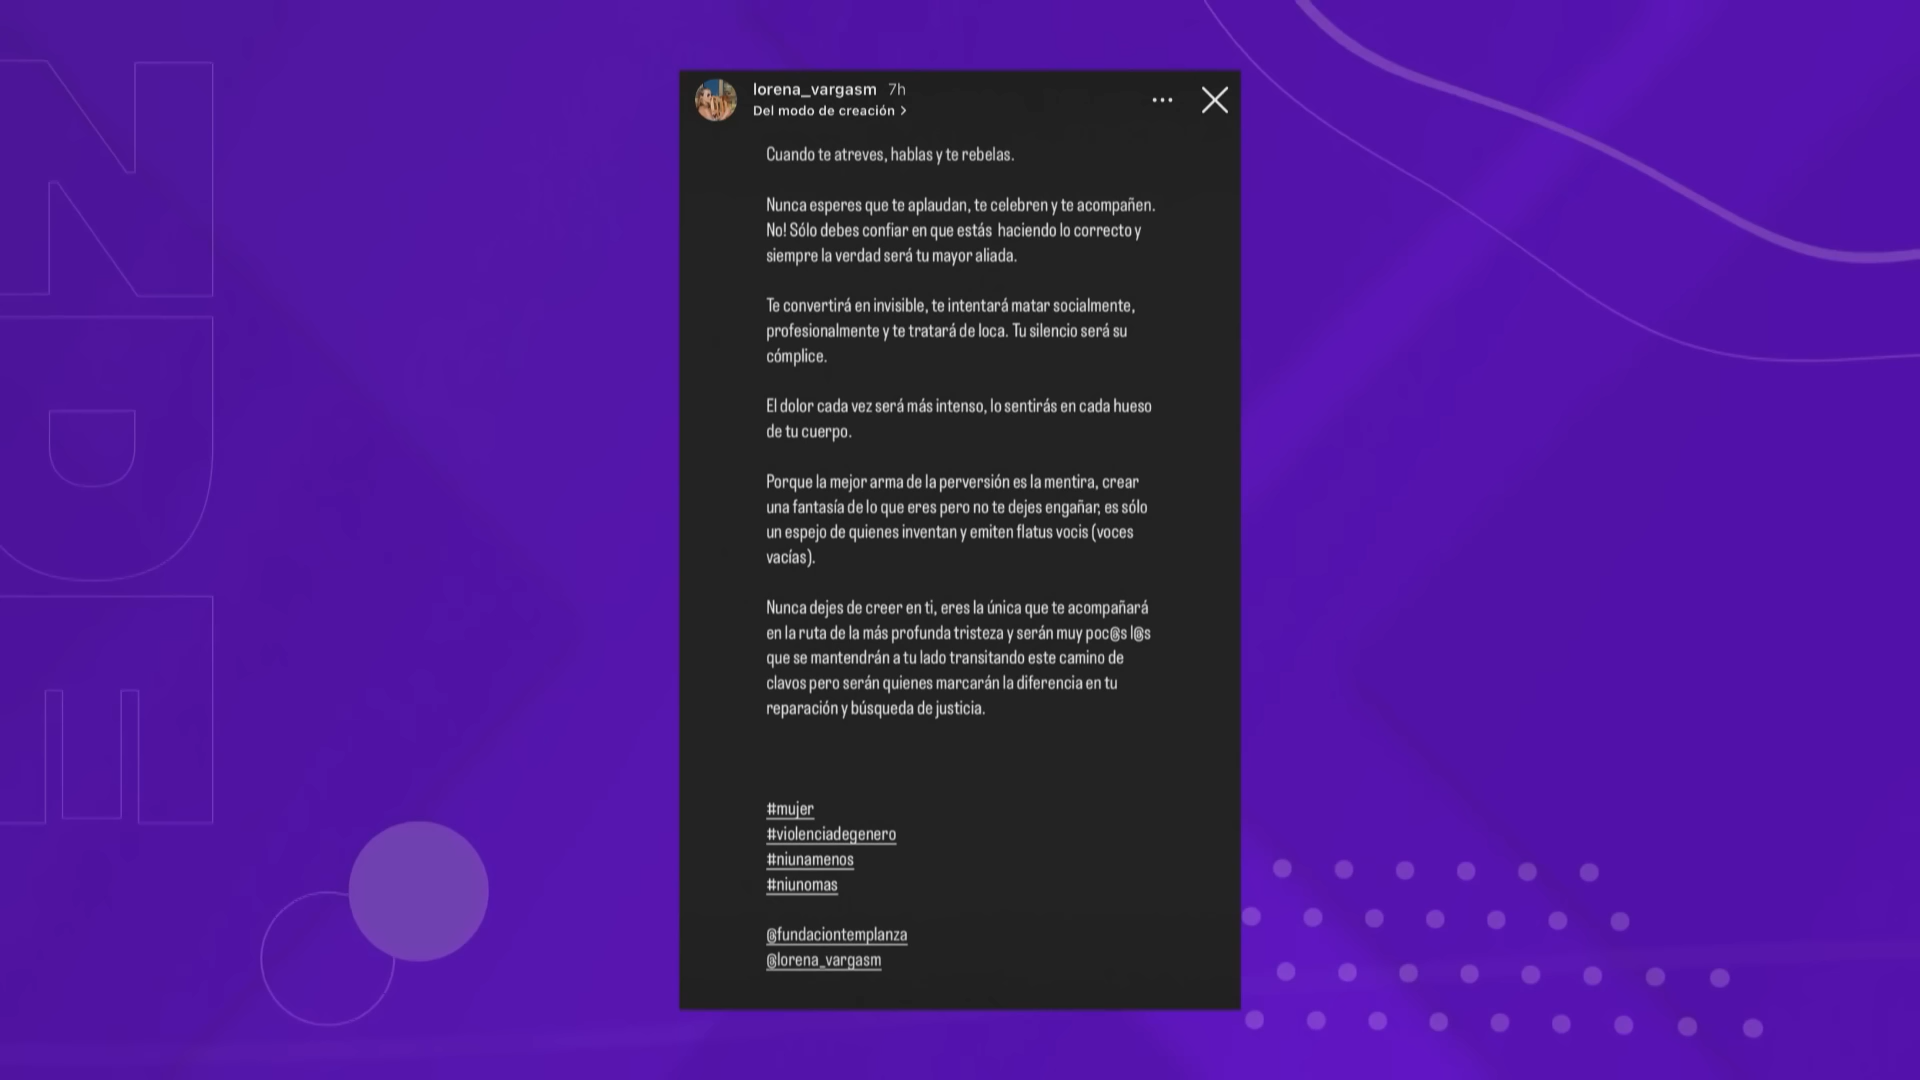 lorena_vargasm 7h
Del modo de creación >
Cuando te atreves, hablas y te rebelas.
Nunca esperes que te aplaudan, te celebren y te acompañen.
No! Sólo debes confiar en que estás haciendo lo correcto y
siempre la verdad será tu mayor aliada.
Te convertirá en invisible, te intentará matar socialmente,
profesionalmente y te tratará de loca. Tu silencio será su
cómplice.
El dolor cada vez será más intenso, lo sentirás en cada hueso
de tu cuerpo.
Porque la mejor arma de la perversión es la mentira, crear
una fantasía de lo que eres pero no te dejes engañar, es sólo
un espejo de quienes inventan y emiten flatus vocis (voces
vacías).
Nunca dejes de creer en ti, eres la única que te acompañará
en la ruta de la más profunda tristeza y serán muy poc@s l@s
que se mantendrán a tu lado transitando este camino de
clavos pero serán quienes marcarán la diferencia en tu
reparación y búsqueda de justicia.
#mujer
#violenciadegenero
#niunamenos
#niunomas
@fundaciontemplanza
@lorena_vargasm